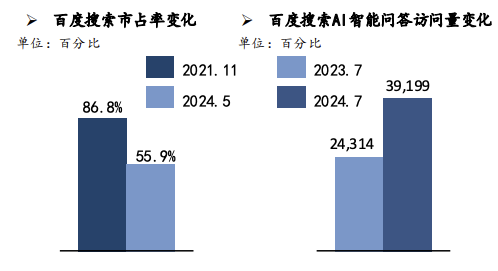 ➢ 百度搜索市占率变化
单位：百分比
2021.11
2024.5
86.8%
55.9%
➢ 百度搜索AI智能问答访问量变化
单位：百分比
2023.7
2024.7
24,314
39,199